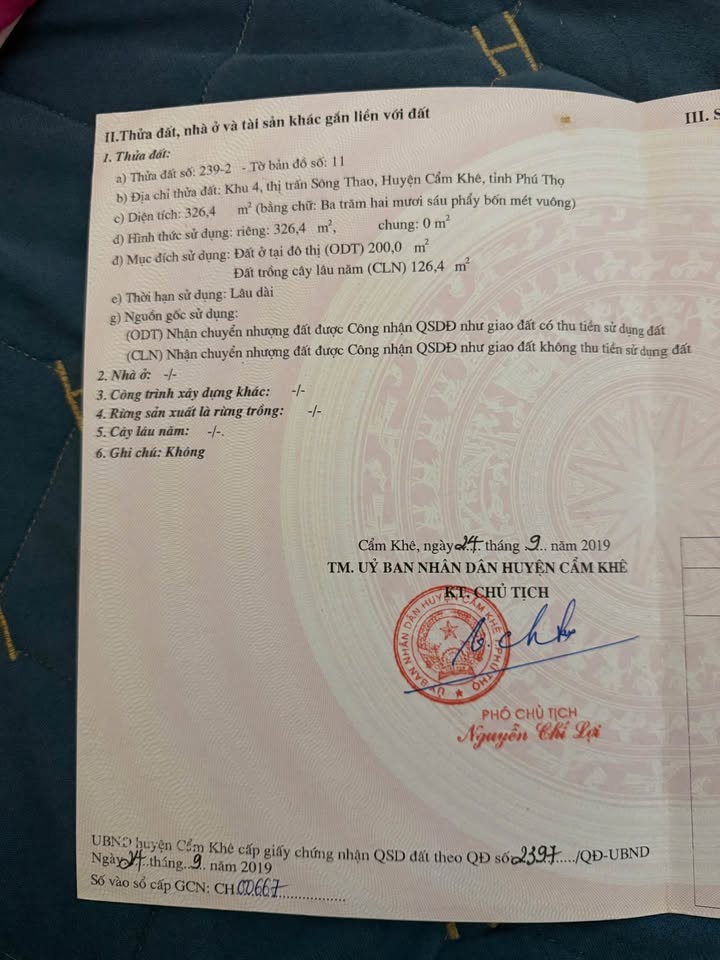 II.Thửa đất, nhà ở và tài sản khác gắn liền với đất
1. Thửa đất:
a) Thửa đất số: 239-2 - Tờ bản đồ số: 11
b) Địa chỉ thửa đất: Khu 4, thị trấn Sông Thao, Huyện Cẩm Khê, tỉnh Phú Thọ
c) Diện tích: 326,4 m² (bằng chữ: Ba trăm hai mươi sáu phẩy bốn mét vuông)
d) Hình thức sử dụng: riêng: 326,4 m², chung: 0 m²
đ) Mục đích sử dụng: Đất ở tại đô thị (ODT) 200,0 m²
Đất trồng cây lâu năm (CLN) 126,4 m²
e) Thời hạn sử dụng: Lâu dài
g) Nguồn gốc sử dụng:
(ODT) Nhận chuyển nhượng đất được Công nhận QSDĐ như giao đất có thu tiền sử dụng đất
(CLN) Nhận chuyển nhượng đất được Công nhận QSDĐ như giao đất không thu tiền sử dụng đất
2. Nhà ở: -/-
3. Công trình xây dựng khác: -/-
4. Rừng sản xuất là rừng trồng: -/-
5. Cây lâu năm: -/-.
6. Ghi chú: Không
III. S
Cẩm Khê, ngày 24. tháng .9.. năm 2019
TM. UỶ BAN NHÂN DÂN HUYỆN CẨM KHÊ
KT. CHỦ TỊCH
UỶ BAN NHÂN DÂN HUYỆN CẨM KHÊ PHÚ THỌ
PHÓ CHỦ TỊCH
Nguyễn Chí Lợi
UBND huyện Cẩm Khê cấp giấy chứng nhận QSD đất theo QĐ số 2397...../QĐ-UBND
Ngày 24 .tháng...9.. năm 2019
Số vào sổ cấp GCN: CH 00667..................